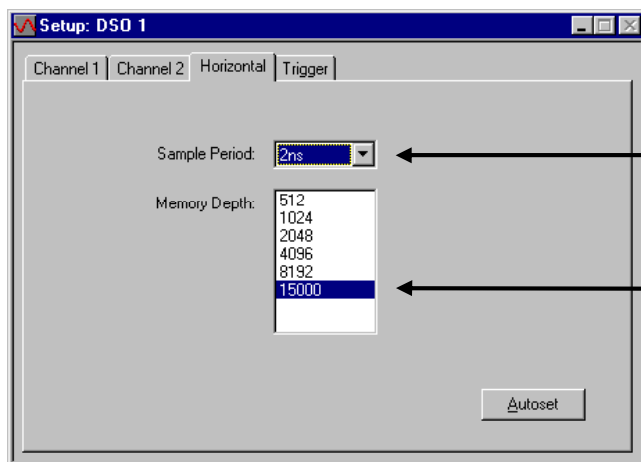 Setup: DSO 1
Channel 1 Channel 2 Horizontal Trigger
Sample Period: 2ns
Memory Depth:
512
1024
2048
4096
8192
15000
Autoset